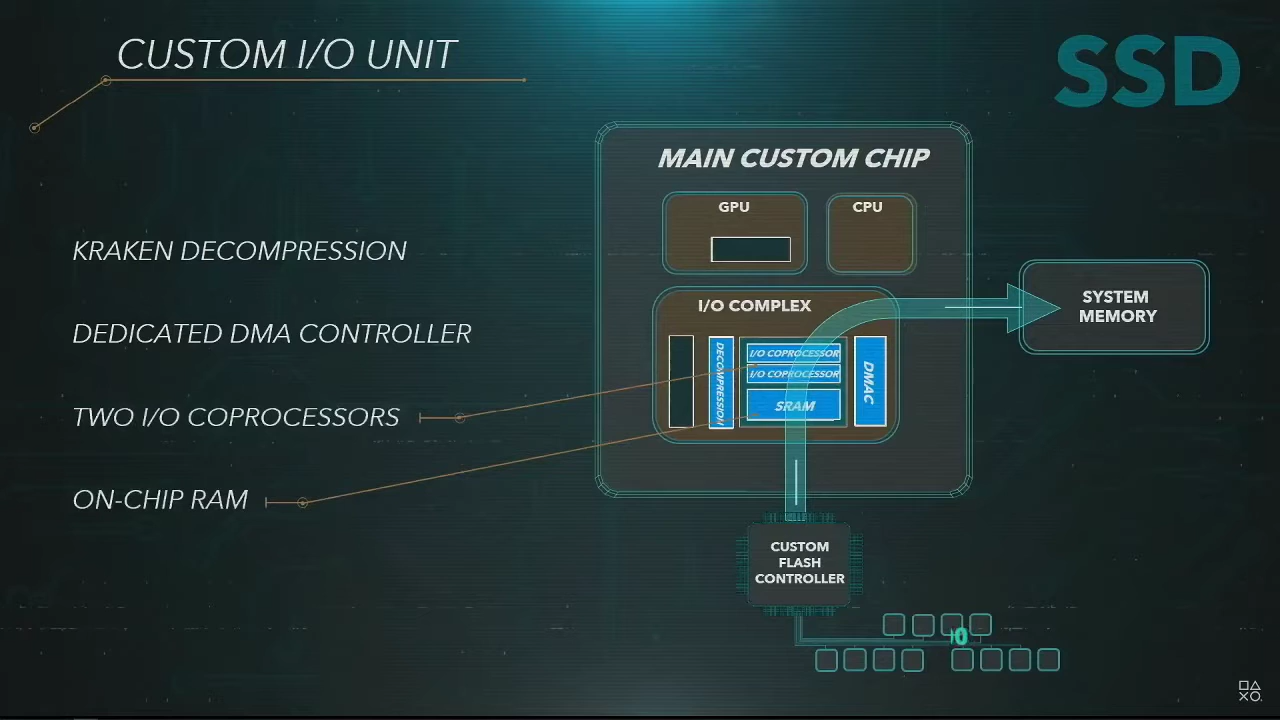 CUSTOM I/O UNIT
SSD
MAIN CUSTOM CHIP
GPU
CPU
KRAKEN DECOMPRESSION
DEDICATED DMA CONTROLLER
TWO I/O COPROCESSORS
ON-CHIP RAM
I/O COMPLEX
DECOMPRESSION
I/O COPROCESSOR
I/O COPROCESSOR
SRAM
DMAC
SYSTEM
MEMORY
CUSTOM
FLASH
CONTROLLER